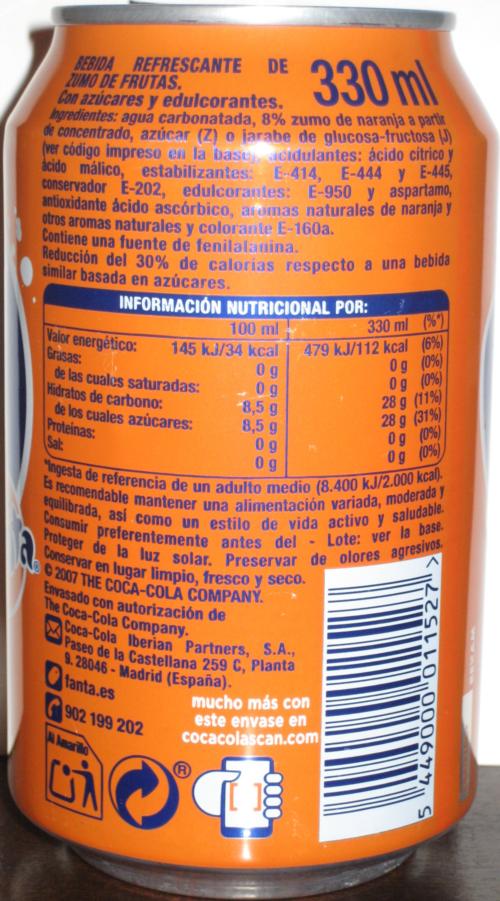 BEBIDA REFRESCANTE DE
ZUMO DE FRUTAS.
330 ml
Con azúcares y edulcorantes.
Ingredientes: agua carbonatada, 8% zumo de naranja a partir
de concentrado, azúcar (Z) o jarabe de glucosa-fructosa (J)
(ver código impreso en la base), acidulantes: ácido cítrico y
ácido málico, estabilizantes: E-414, E-444 y E-445,
conservador E-202, edulcorantes: E-950 y aspartamo,
antioxidante ácido ascórbico, aromas naturales de naranja y
otros aromas naturales y colorante E-160a.
Contiene una fuente de fenilalanina.
Reducción del 30% de calorías respecto a una bebida
similar basada en azúcares.
INFORMACIÓN NUTRICIONAL POR:
100 ml 330 ml (%*)
Valor energético: 145 kJ/34 kcal 479 kJ/112 kcal (6%)
Grasas: 0 g 0 g (0%)
de las cuales saturadas: 0 g 0 g (0%)
Hidratos de carbono: 8,5 g 28 g (11%)
de los cuales azúcares: 8,5 g 28 g (31%)
Proteínas: 0 g 0 g (0%)
Sal: 0 g 0 g (0%)
*Ingesta de referencia de un adulto medio (8.400 kJ/2.000 kcal).
Es recomendable mantener una alimentación variada, moderada y
equilibrada, así como un estilo de vida activo y saludable.
Consumir preferentemente antes del - Lote: ver la base.
Proteger de la luz solar. Preservar de olores agresivos.
Conservar en lugar limpio, fresco y seco.
© 2007 THE COCA-COLA COMPANY.
Envasado con autorización de
The Coca-Cola Company.
Coca-Cola Iberian Partners, S.A.,
Paseo de la Castellana 259 C, Planta
9. 28046 - Madrid (España).
fanta.es
902 199 202
mucho más con
este envase en
cocacolascan.com
Al Amarillo
®
5 449000 011527 >
a®